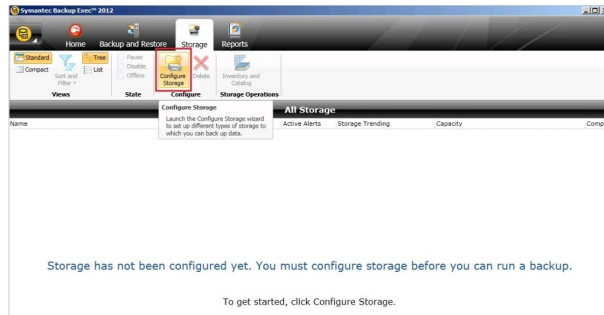 Symantec Backup Exec™ 2012
Home Backup and Restore Storage Reports
Standard Tree Pause
Compact List Disable
Sort and Filter Offline Configure Storage Delete Inventory and Catalog
Views State Configure Storage Operations
All Storage
Name Active Alerts Storage Trending Capacity Comp
Configure Storage
Launch the Configure Storage wizard
to set up different types of storage to
which you can back up data.
Storage has not been configured yet. You must configure storage before you can run a backup.
To get started, click Configure Storage.